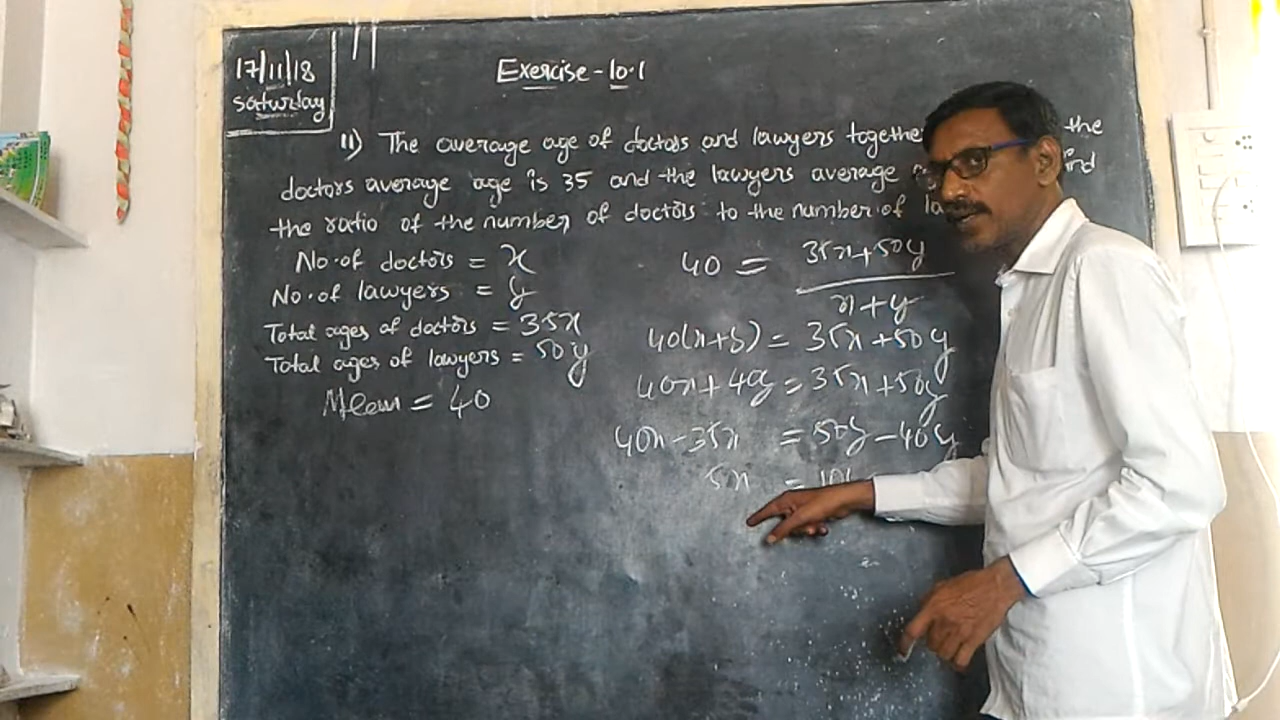 17/11/18
Saturday
Exercise - 10.1
11) The average age of doctors and lawyers together the
doctors average age is 35 and the lawyers average
the ratio of the number of doctors to the number of
No. of doctors = x
No. of lawyers = y
Total ages of doctors = 35x
Total ages of lawyers = 50y
Mean = 40
40 = 35x+50y / x+y
40(x+y) = 35x+50y
40x+40y = 35x+50y
40x-35x = 50y-40y
5x = 10